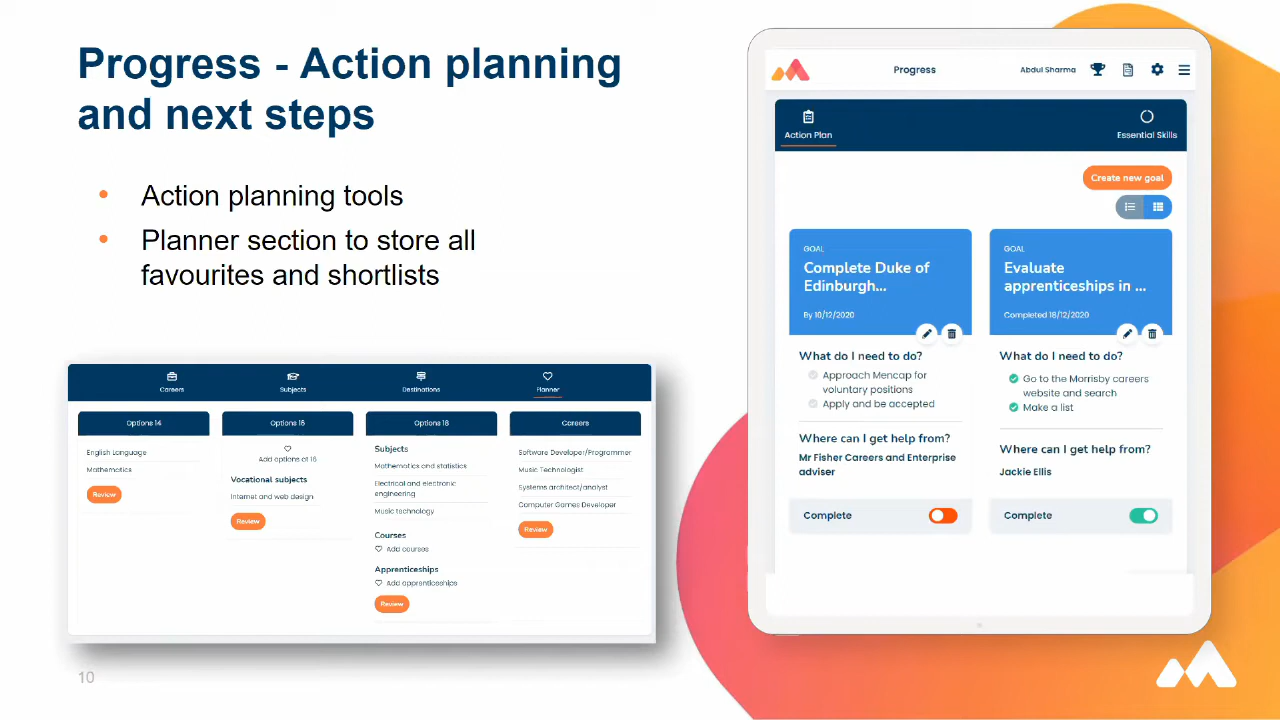 Progress - Action planning
and next steps
• Action planning tools
• Planner section to store all
favourites and shortlists
Careers
Subjects
Destinations
Planner
Options 14
English Language
Mathematics
Review
Options 16
Add options at 16
Vocational subjects
Internet and web design
Review
Options 18
Subjects
Mathematics and statistics
Electrical and electronic
engineering
Music technology
Courses
Add courses
Apprenticeships
Add apprenticeships
Review
Careers
Software Developer/Programmer
Music Technologist
Systems architect/analyst
Computer Games Developer
Review
10
Progress
Abdul Sharma
Action Plan
Essential Skills
Create new goal
GOAL
Complete Duke of
Edinburgh...
By 10/12/2020
What do I need to do?
Approach Mencap for
voluntary positions
Apply and be accepted
Where can I get help from?
Mr Fisher Careers and Enterprise
adviser
Complete
GOAL
Evaluate
apprenticeships in ...
Completed 18/12/2020
What do I need to do?
Go to the Morrisby careers
website and search
Make a list
Where can I get help from?
Jackie Ellis
Complete